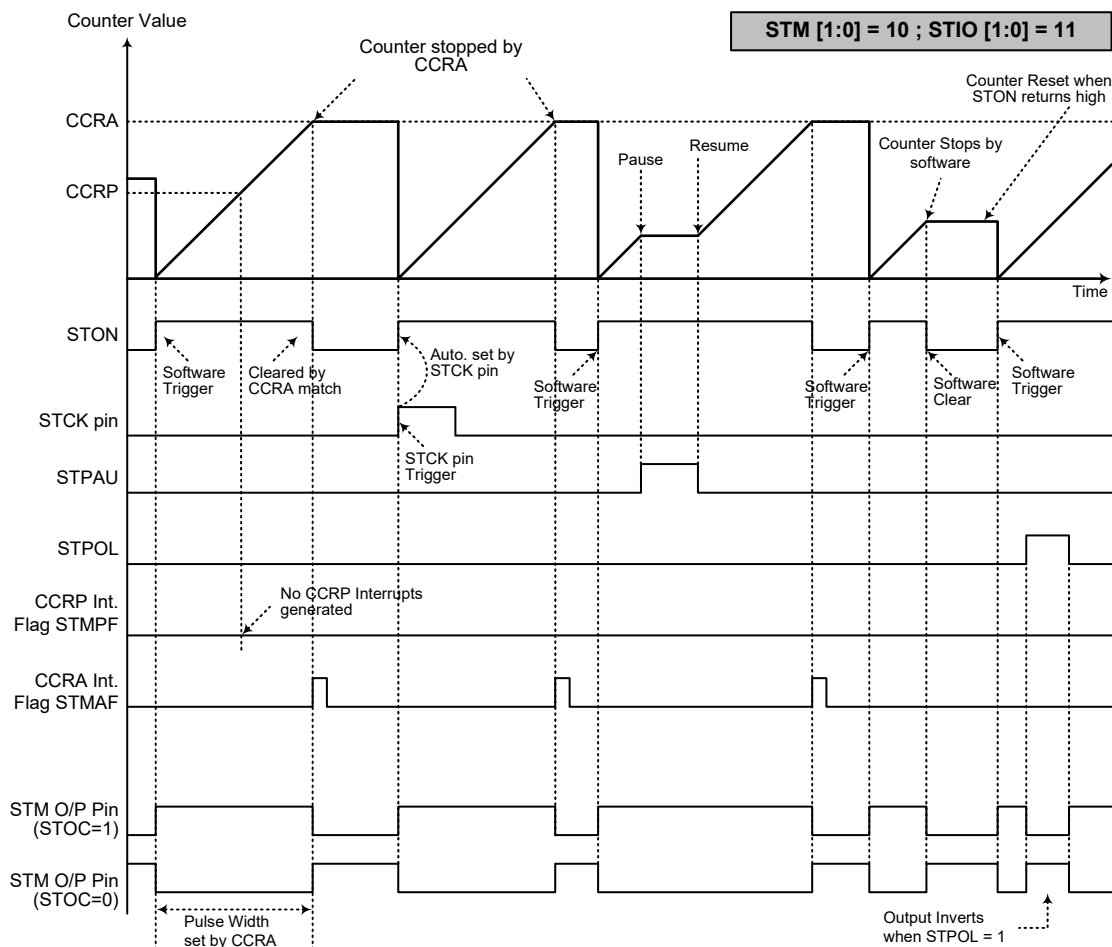 Counter Value
STM [1:0] = 10 ; STIO [1:0] = 11
Counter stopped by
CCRA
Counter Reset when
STON returns high
CCRA
Pause
Resume
Counter Stops by
software
CCRP
Time
STON
Software
Trigger
Cleared by
CCRA match
Auto. set by
STCK pin
Software
Trigger
Software
Trigger
Software
Clear
Software
Trigger
STCK pin
STCK pin
Trigger
STPAU
STPOL
CCRP Int.
Flag STMPF
No CCRP Interrupts
generated
CCRA Int.
Flag STMAF
STM O/P Pin
(STOC=1)
STM O/P Pin
(STOC=0)
Pulse Width
set by CCRA
Output Inverts
when STPOL = 1